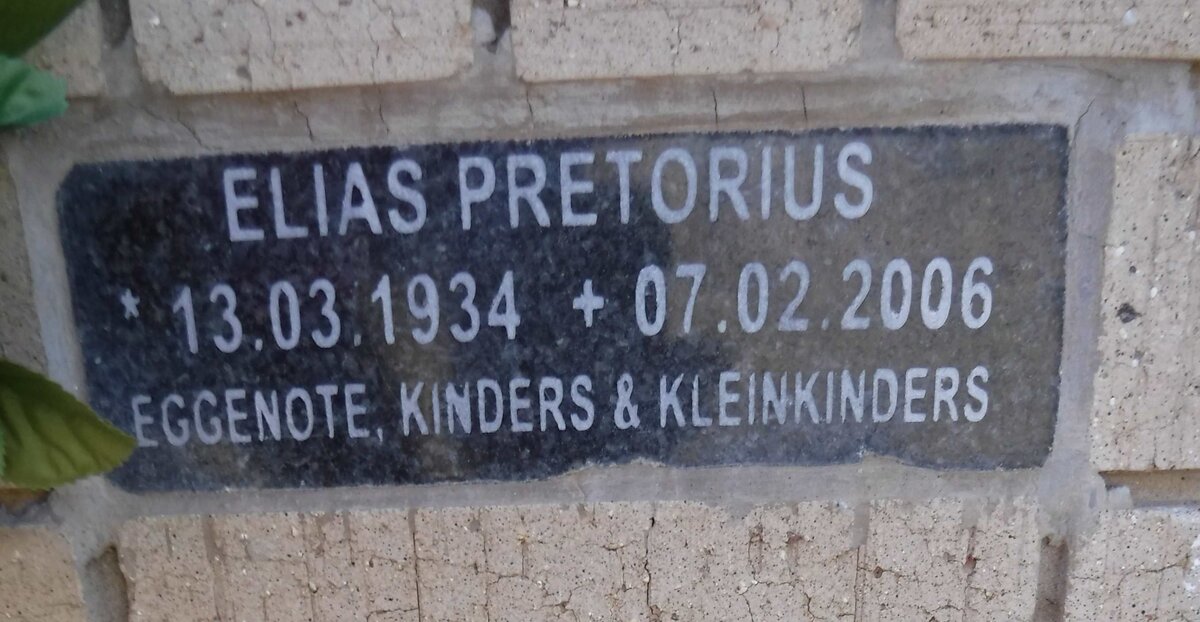 ELIAS PRETORIUS
* 13.03.1934 + 07.02.2006
EGGENOTE, KINDERS & KLEINKINDERS